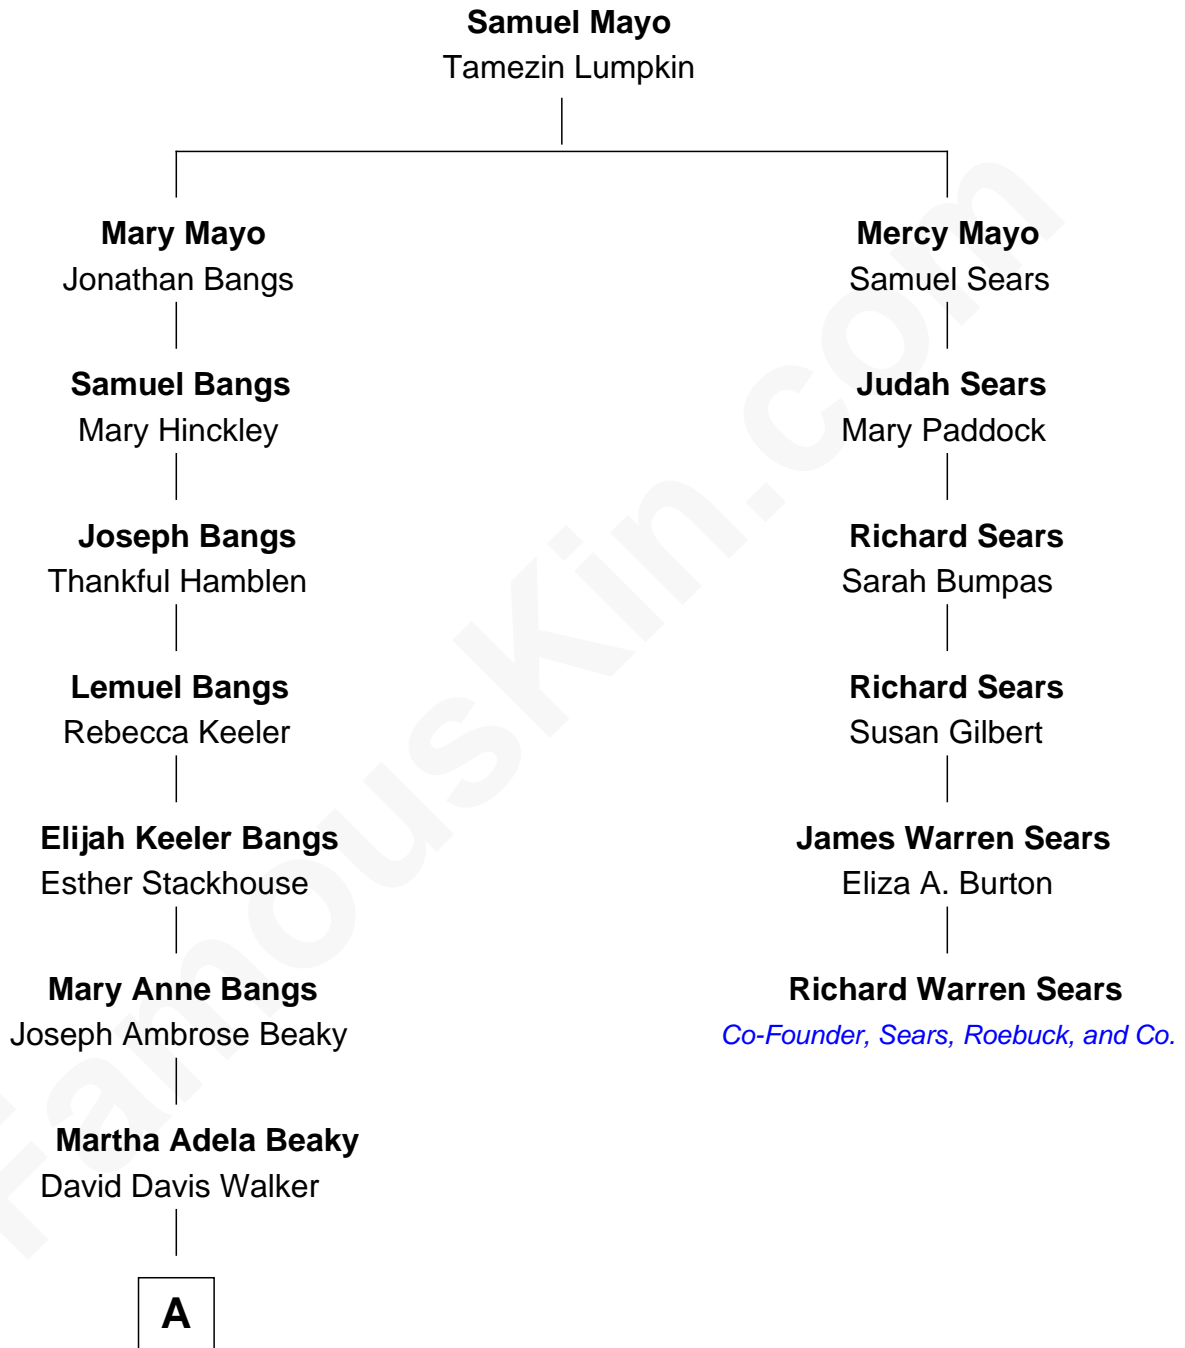 Samuel Mayo
Tamezin Lumpkin
Mary Mayo
Jonathan Bangs
Mercy Mayo
Samuel Sears
Samuel Bangs
Mary Hinckley
Judah Sears
Mary Paddock
Joseph Bangs
Thankful Hamblen
Richard Sears
Sarah Bumpas
Lemuel Bangs
Rebecca Keeler
Richard Sears
Susan Gilbert
Elijah Keeler Bangs
Esther Stackhouse
James Warren Sears
Eliza A. Burton
Mary Anne Bangs
Joseph Ambrose Beaky
Richard Warren Sears
Co-Founder, Sears, Roebuck, and Co.
Martha Adela Beaky
David Davis Walker
A
FamousKin.com